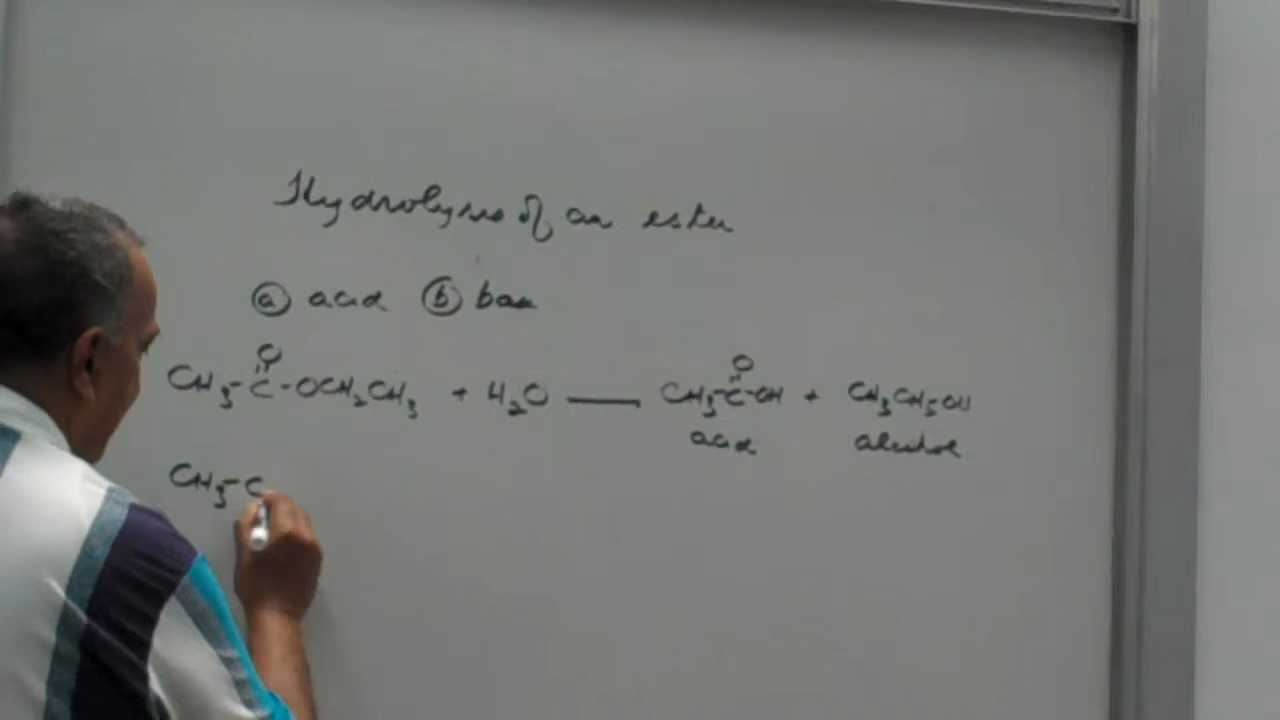 Hydrolysis of an ester
ⓐ acid ⓑ base
CH₃-C(=O)-OCH₂CH₃ + H₂O ── CH₃-C(=O)-OH + CH₃CH₂OH
acid alcohol
CH₃-C